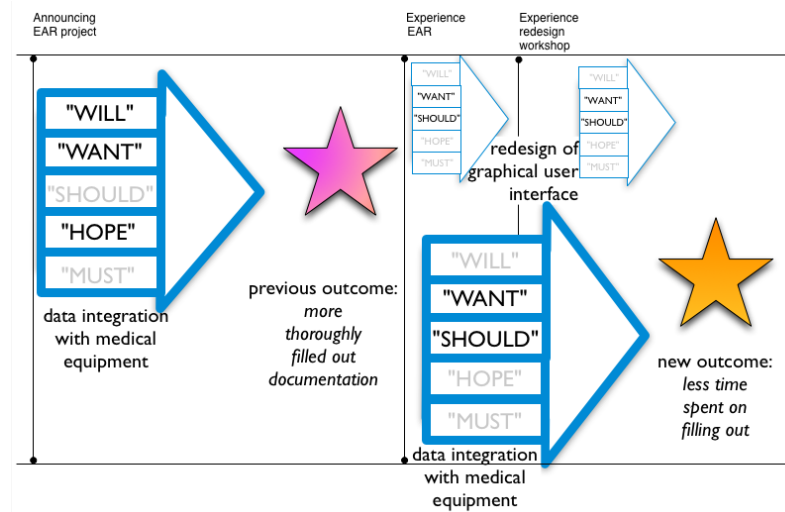 Announcing
EAR project
Experience
EAR
Experience
redesign
workshop
"WILL"
"WANT"
"SHOULD"
"HOPE"
"MUST"
data integration
with medical
equipment
previous outcome:
more
thoroughly
filled out
documentation
"WILL"
"WANT"
"SHOULD"
"HOPE"
"MUST"
redesign of
graphical user
interface
"WILL"
"WANT"
"SHOULD"
"HOPE"
"MUST"
"WILL"
"WANT"
"SHOULD"
"HOPE"
"MUST"
data integration
with medical
equipment
new outcome:
less time
spent on
filling out